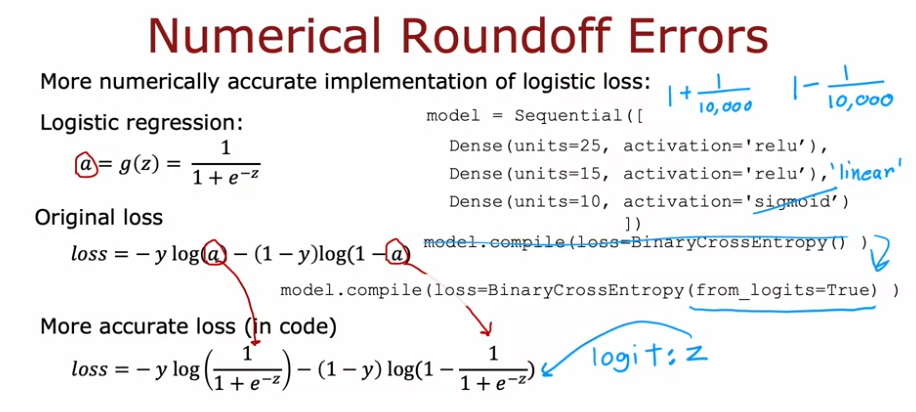 Numerical Roundoff Errors
More numerically accurate implementation of logistic loss:
1 + 1/10,000
1 - 1/10,000
Logistic regression:
a = g(z) = 1/(1 + e^{-z})
model = Sequential([
Dense(units=25, activation='relu'),
Dense(units=15, activation='relu'),
'linear'
Dense(units=10, activation='sigmoid')
])
Original loss
loss = −y log(a) − (1 − y)log(1 − a)
model.compile(loss=BinaryCrossEntropy() )
model.compile(loss=BinaryCrossEntropy(from_logits=True) )
More accurate loss (in code)
loss = −y log(1/(1 + e^{-z})) − (1 − y) log(1 − 1/(1 + e^{-z}))
logit: z